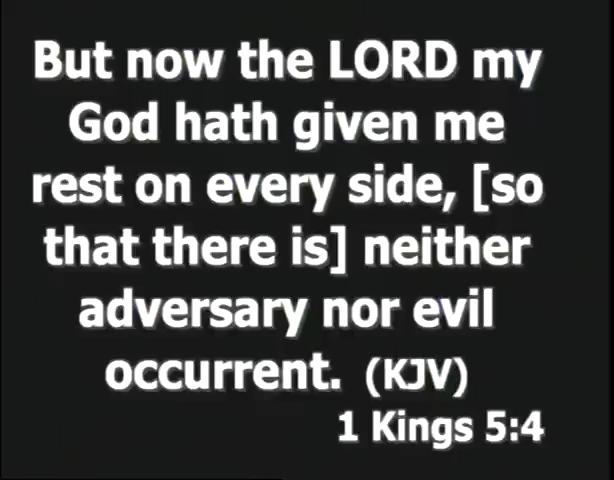 But now the LORD my
God hath given me
rest on every side, [so
that there is] neither
adversary nor evil
occurrent. (KJV)
1 Kings 5:4